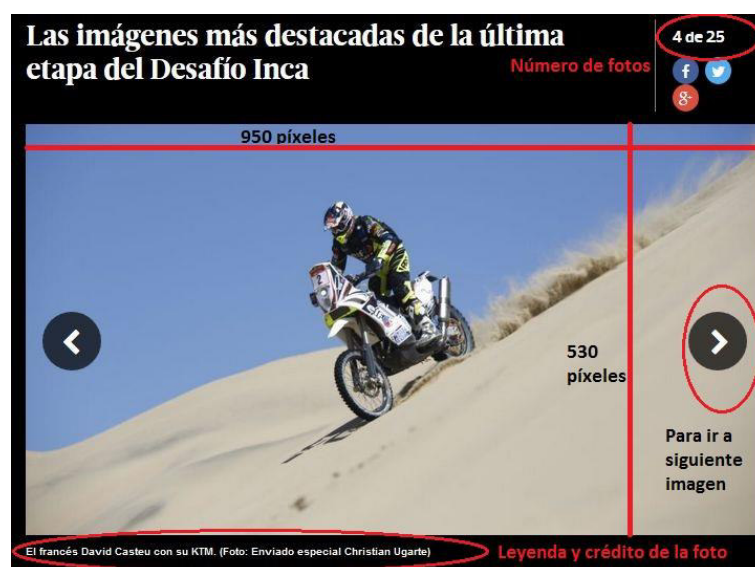 Las imágenes más destacadas de la última
etapa del Desafío Inca
Número de fotos
4 de 25
f
g+
950 píxeles
2
530
píxeles
Para ir a
siguiente
imagen
El francés David Casteu con su KTM. (Foto: Enviado especial Christian Ugarte)
Leyenda y crédito de la foto